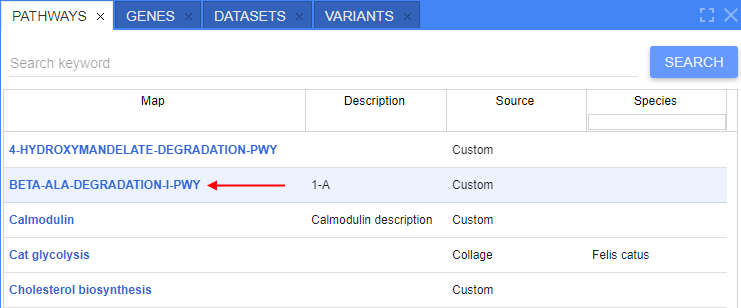 PATHWAYS GENES DATASETS VARIANTS
Search keyword SEARCH
Map Description Source Species
4-HYDROXYMANDELATE-DEGRADATION-PWY Custom
BETA-ALA-DEGRADATION-I-PWY 1-A Custom
Calmodulin Calmodulin description Custom
Cat glycolysis Collage Felis catus
Cholesterol biosynthesis Custom